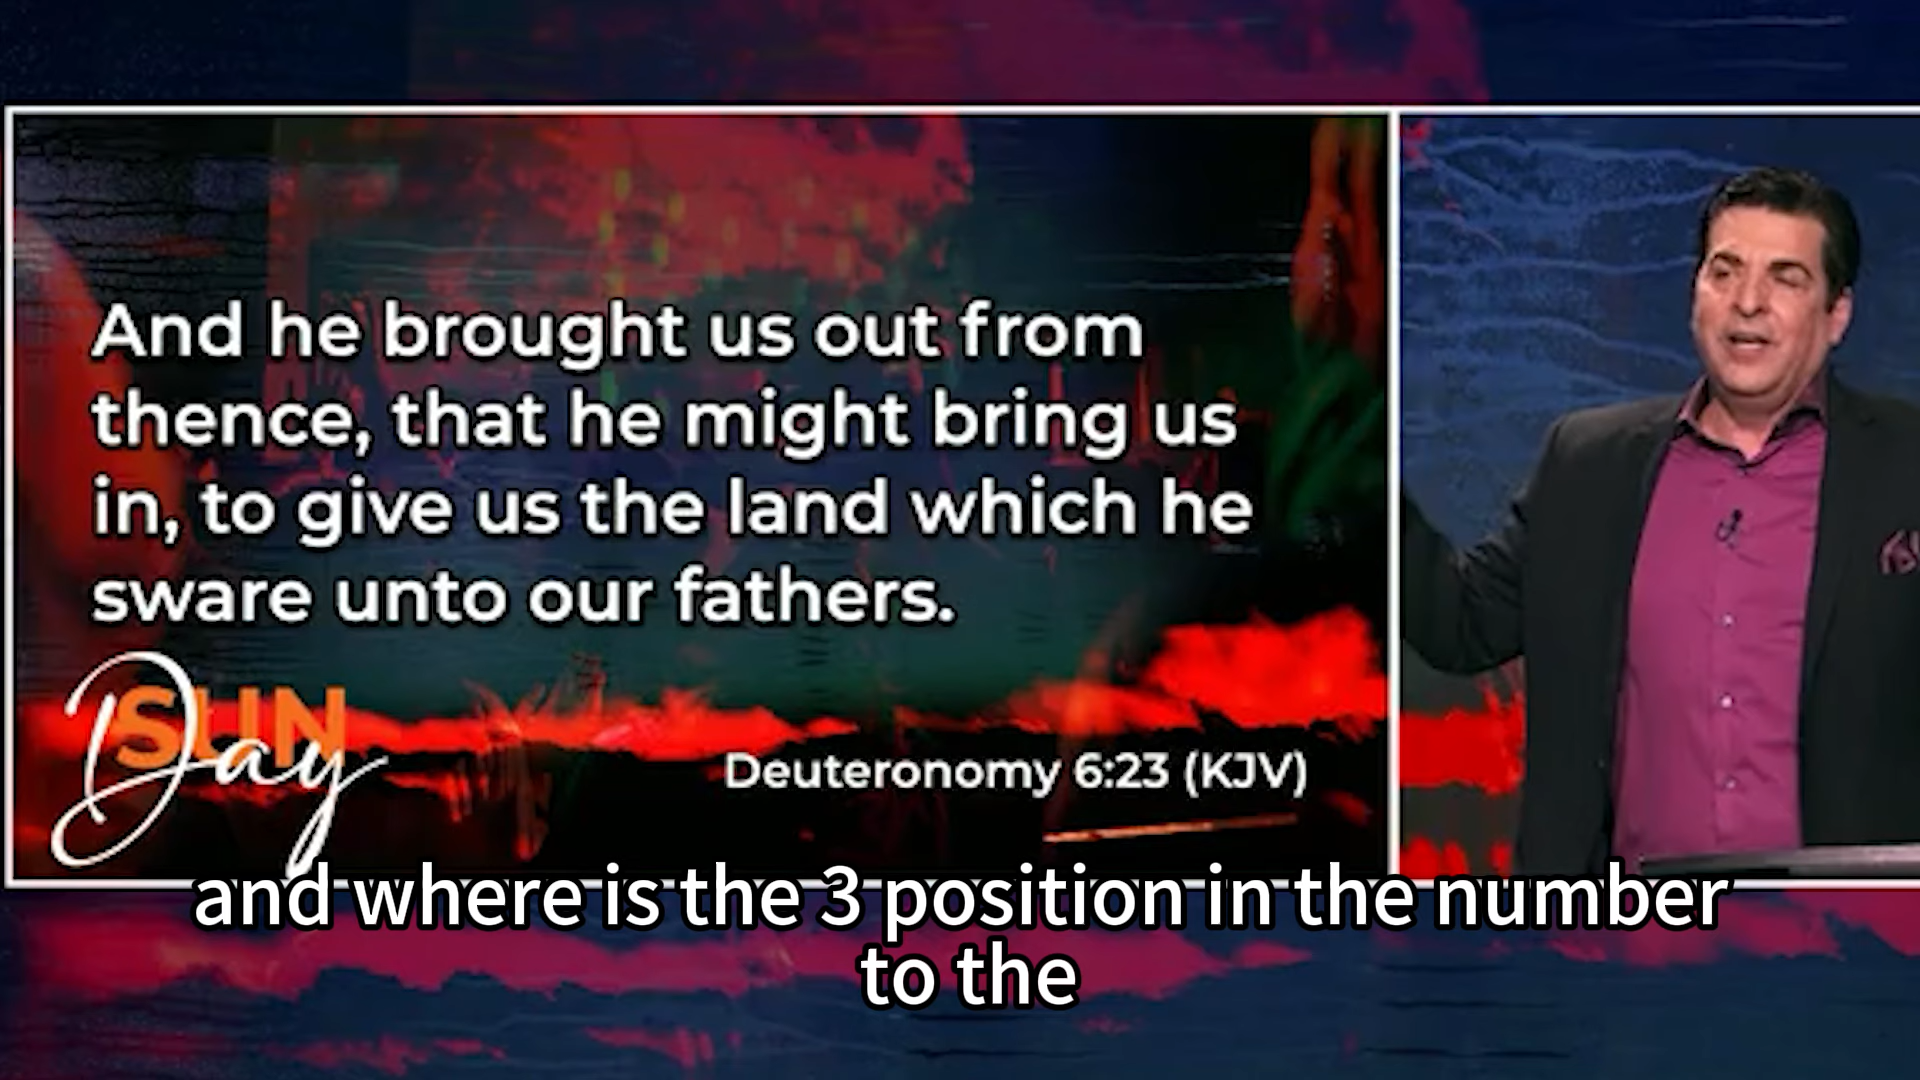 And he brought us out from
thence, that he might bring us
in, to give us the land which he
sware unto our fathers.
SUN
Day
Deuteronomy 6:23 (KJV)
and where is the 3 position in the number
to the